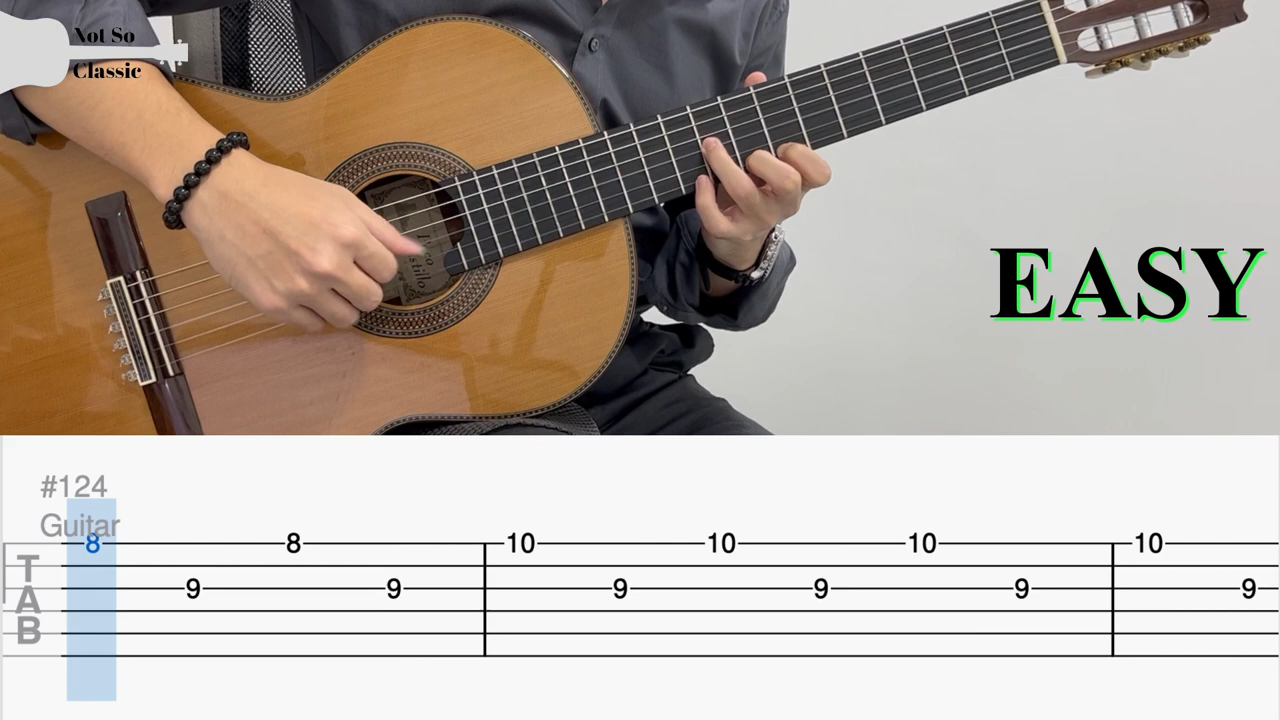 Not So
Classic
EASY
#124
Guitar
8 8 10 10 10 10
T
A
B
9 9 9 9 9 9